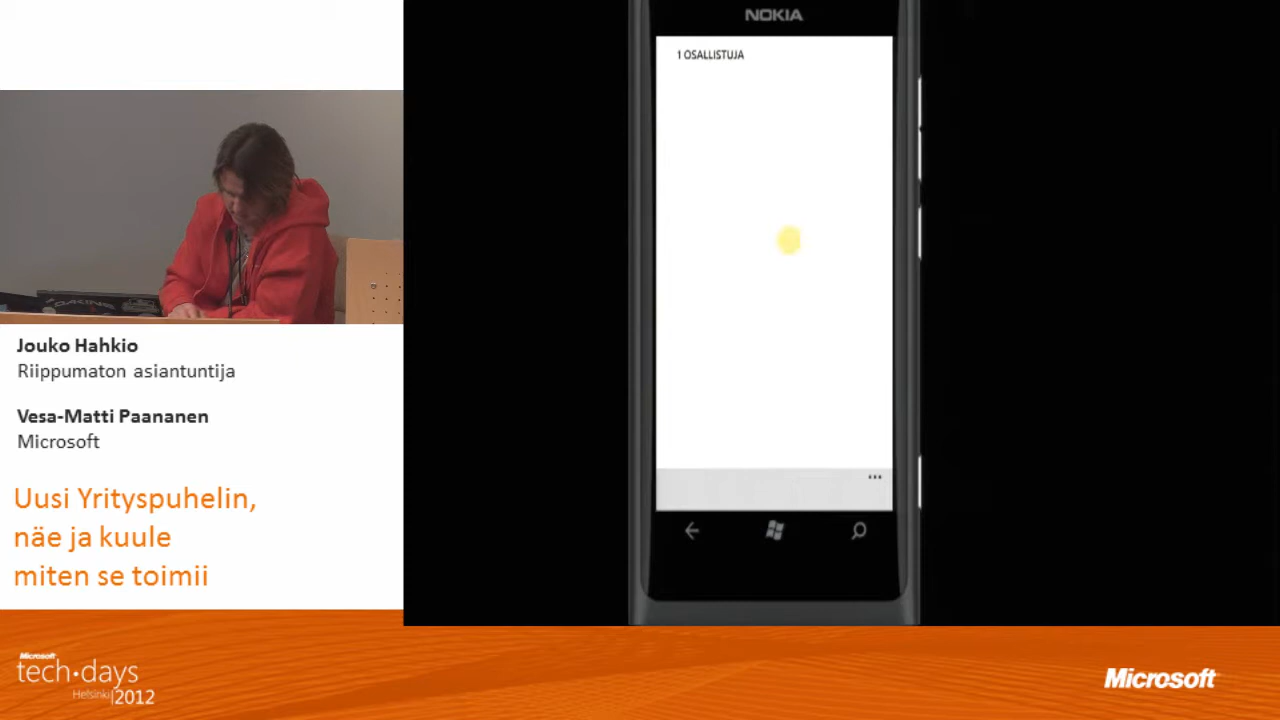 NOKIA
1 OSALLISTUJA
DAKINE
Jouko Hahkio
Riippumaton asiantuntija
Vesa-Matti Paananen
Microsoft
Uusi Yrityspuhelin,
näe ja kuule
miten se toimii
Microsoft
tech·days
Helsinki|2012
Microsoft